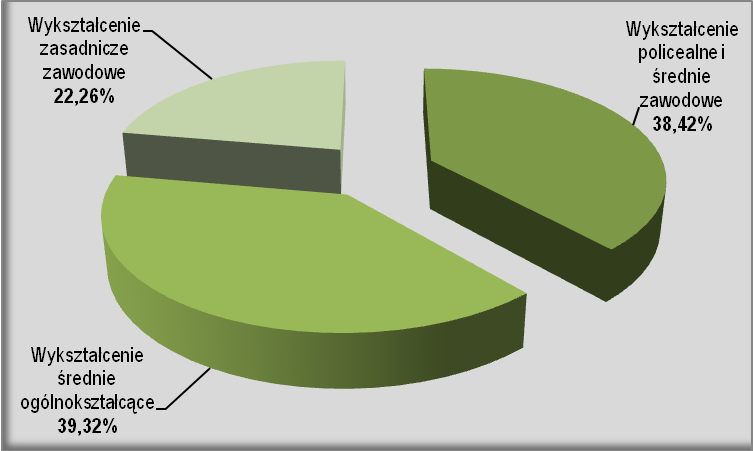 Wykształcenie
zasadnicze
zawodowe
22,26%
Wykształcenie
policealne i
średnie
zawodowe
38,42%
Wykształcenie
średnie
ogólnokształcące
39,32%